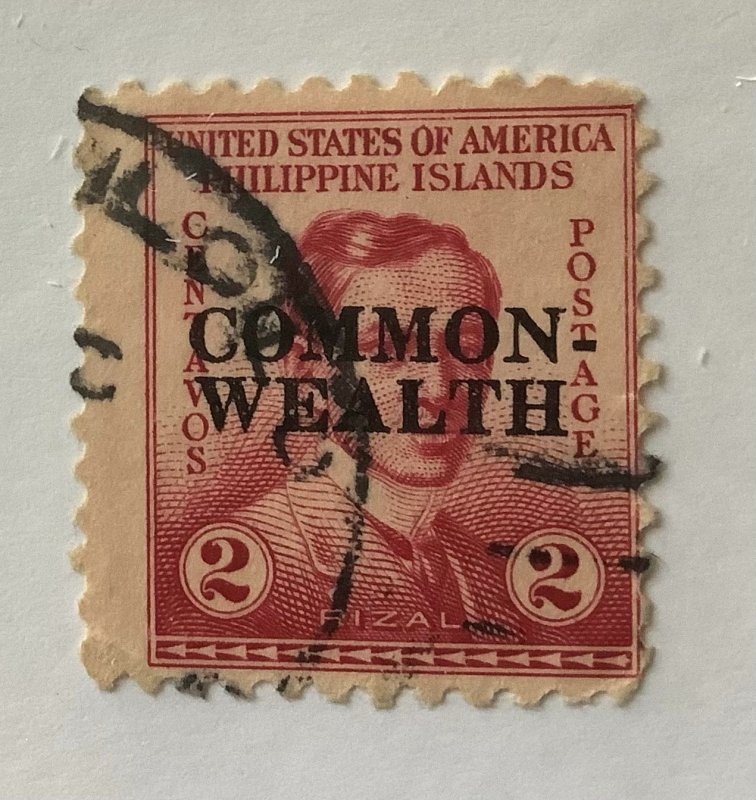 UNITED STATES OF AMERICA
PHILIPPINE ISLANDS
CENTAVOS
POSTAGE
COMMON-
WEALTH
2
2
RIZAL